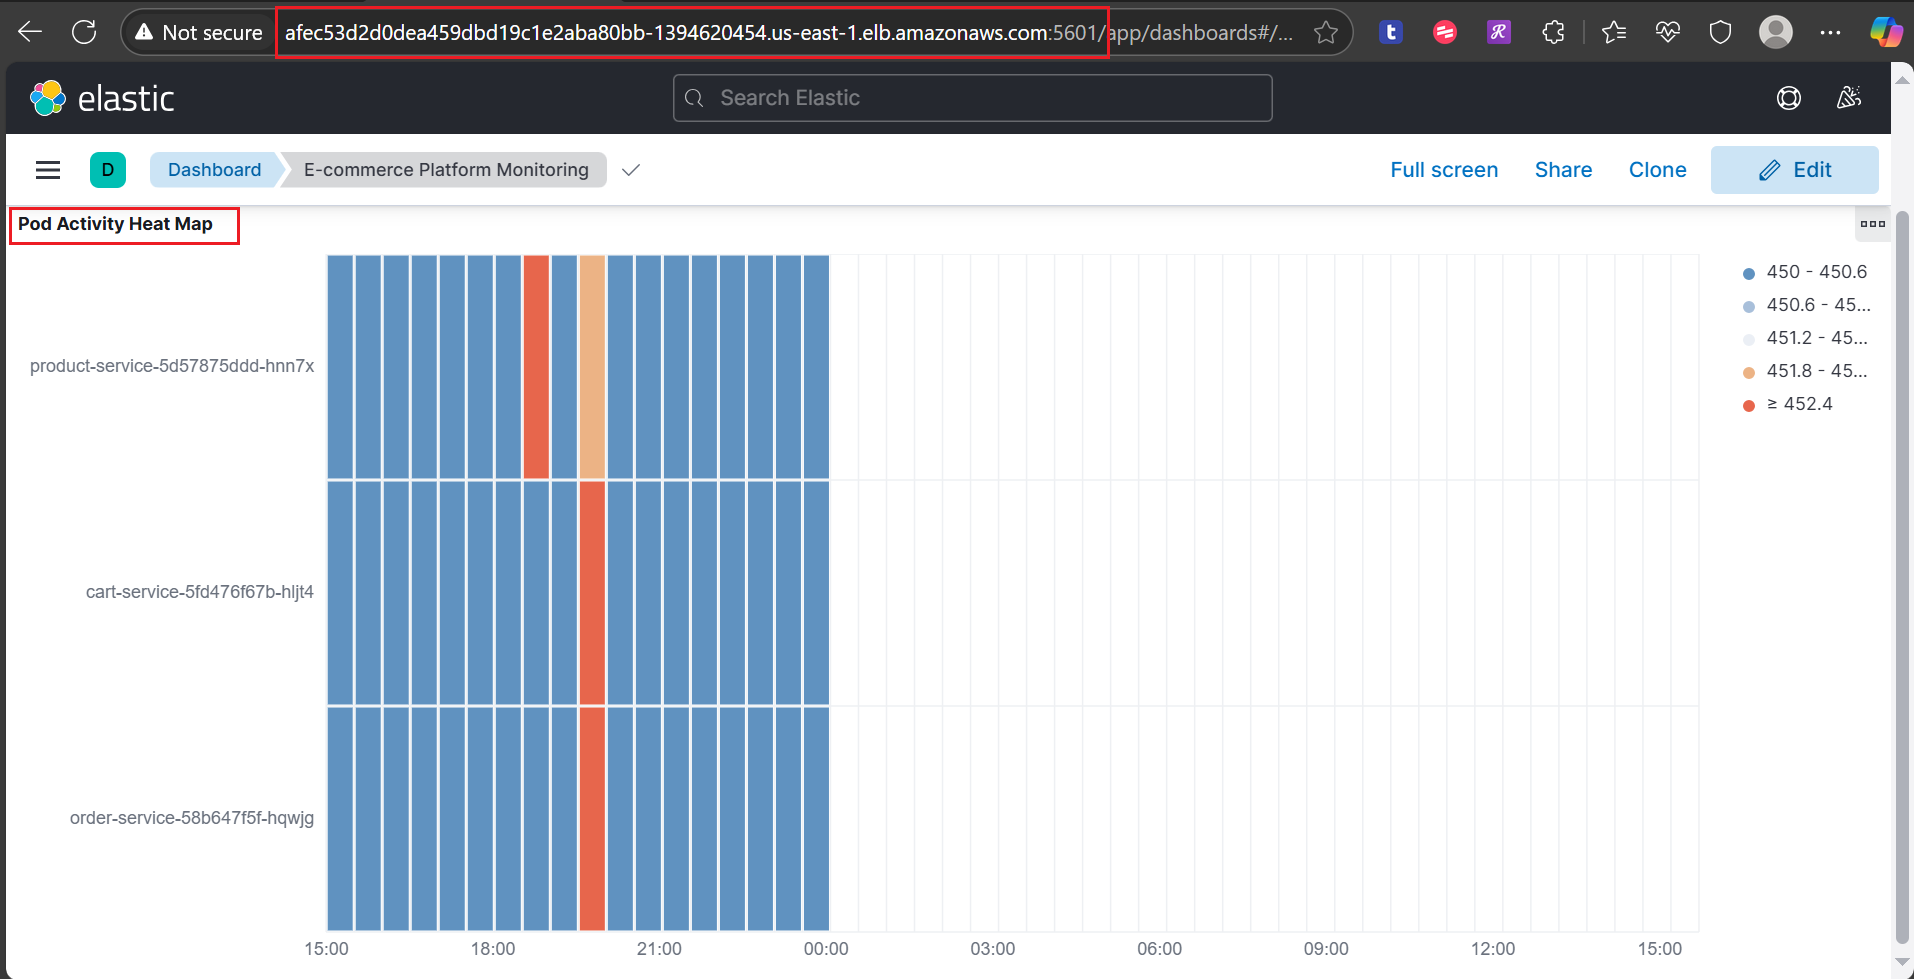 Not secure
afec53d2d0dea459dbd19c1e2aba80bb-1394620454.us-east-1.elb.amazonaws.com:5601/app/dashboards#/...
elastic
Search Elastic
D
Dashboard
E-commerce Platform Monitoring
Full screen
Share
Clone
Edit
Pod Activity Heat Map
450 - 450.6
450.6 - 45...
451.2 - 45...
451.8 - 45...
≥ 452.4
product-service-5d57875ddd-hnn7x
cart-service-5fd476f67b-hljt4
order-service-58b647f5f-hqwjg
15:00
18:00
21:00
00:00
03:00
06:00
09:00
12:00
15:00